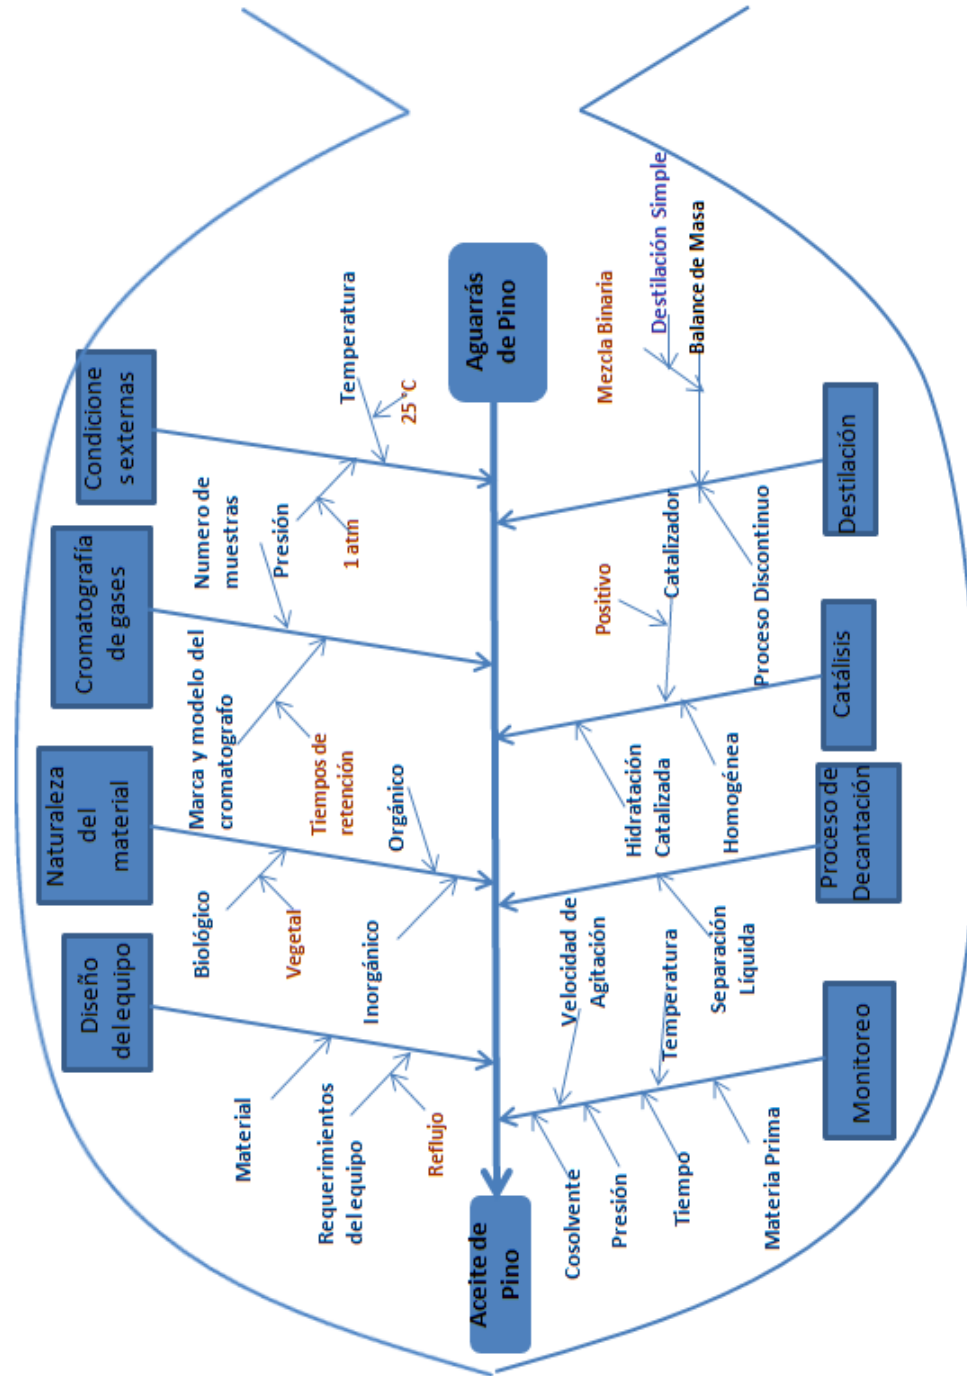 Diseño
del equipo
Naturaleza
del
material
Cromatografía
de gases
Condicione
s externas
Material
Requerimientos
del equipo
Reflujo
Biológico
Vegetal
Inorgánico
Orgánico
Marca y modelo del
cromatografo
Tiempos de
retención
Numero de
muestras
Presión
1 atm
Temperatura
25 °C
Aceite de
Pino
Aguarrás
de Pino
Cosolvente
Presión
Tiempo
Materia Prima
Velocidad de
Agitación
Temperatura
Separación
Líquida
Hidratación
Catalizada
Homogénea
Positivo
Catalizador
Proceso Discontinuo
Mezcla Binaria
Destilación Simple
Balance de Masa
Monitoreo
Proceso de
Decantación
Catálisis
Destilación